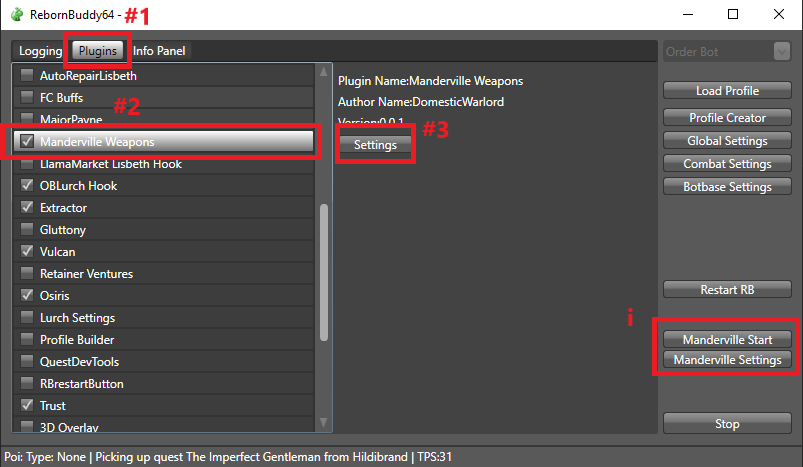 RebornBuddy64 - #1
Logging Plugins Info Panel
Order Bot
AutoRepairLisbeth
FC Buffs
#2
MajorPayne
Manderville Weapons
LlamaMarket Lisbeth Hook
OBLurch Hook
Extractor
Gluttony
Vulcan
Retainer Ventures
Osiris
Lurch Settings
Profile Builder
QuestDevTools
RBrestartButton
Trust
3D Overlay
Plugin Name:Manderville Weapons
Author Name:DomesticWarlord
Version:0.0.1
#3
Settings
Load Profile
Profile Creator
Global Settings
Combat Settings
Botbase Settings
Restart RB
i
Manderville Start
Manderville Settings
Stop
Poi: Type: None | Picking up quest The Imperfect Gentleman from Hildibrand | TPS:31